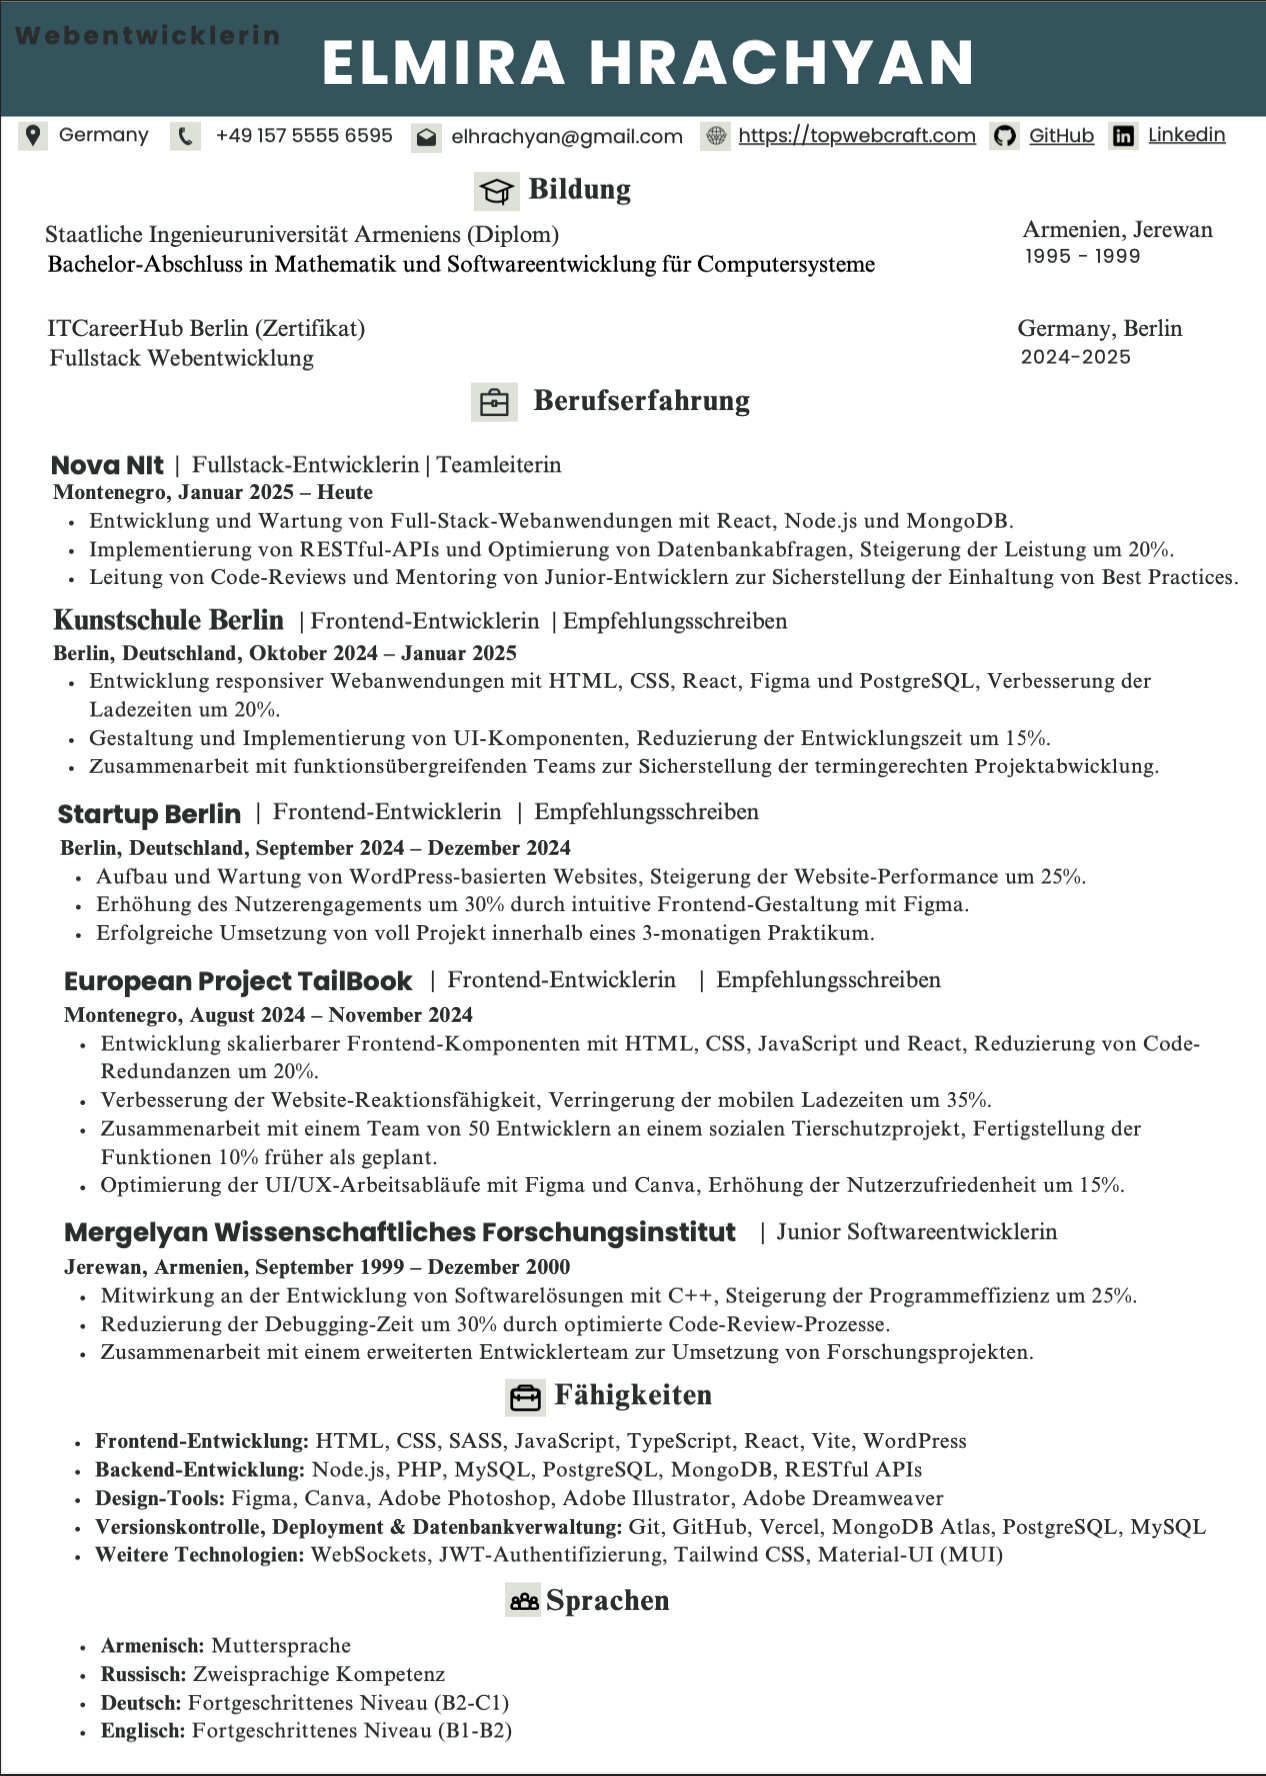 Webentwicklerin
ELMIRA HRACHYAN
Germany +49 157 5555 6595 elhrachyan@gmail.com https://topwebcraft.com GitHub Linkedin
Bildung
Staatliche Ingenieuruniversität Armeniens (Diplom) Armenien, Jerewan
Bachelor-Abschluss in Mathematik und Softwareentwicklung für Computersysteme 1995 - 1999
ITCareerHub Berlin (Zertifikat) Germany, Berlin
Fullstack Webentwicklung 2024-2025
Berufserfahrung
Nova NIt | Fullstack-Entwicklerin | Teamleiterin
Montenegro, Januar 2025 – Heute
• Entwicklung und Wartung von Full-Stack-Webanwendungen mit React, Node.js und MongoDB.
• Implementierung von RESTful-APIs und Optimierung von Datenbankabfragen, Steigerung der Leistung um 20%.
• Leitung von Code-Reviews und Mentoring von Junior-Entwicklern zur Sicherstellung der Einhaltung von Best Practices.
Kunstschule Berlin | Frontend-Entwicklerin | Empfehlungsschreiben
Berlin, Deutschland, Oktober 2024 – Januar 2025
• Entwicklung responsiver Webanwendungen mit HTML, CSS, React, Figma und PostgreSQL, Verbesserung der
Ladezeiten um 20%.
• Gestaltung und Implementierung von UI-Komponenten, Reduzierung der Entwicklungszeit um 15%.
• Zusammenarbeit mit funktionsübergreifenden Teams zur Sicherstellung der termingerechten Projektabwicklung.
Startup Berlin | Frontend-Entwicklerin | Empfehlungsschreiben
Berlin, Deutschland, September 2024 – Dezember 2024
• Aufbau und Wartung von WordPress-basierten Websites, Steigerung der Website-Performance um 25%.
• Erhöhung des Nutzerengagements um 30% durch intuitive Frontend-Gestaltung mit Figma.
• Erfolgreiche Umsetzung von voll Projekt innerhalb eines 3-monatigen Praktikum.
European Project TailBook | Frontend-Entwicklerin | Empfehlungsschreiben
Montenegro, August 2024 – November 2024
• Entwicklung skalierbarer Frontend-Komponenten mit HTML, CSS, JavaScript und React, Reduzierung von Code-
Redundanzen um 20%.
• Verbesserung der Website-Reaktionsfähigkeit, Verringerung der mobilen Ladezeiten um 35%.
• Zusammenarbeit mit einem Team von 50 Entwicklern an einem sozialen Tierschutzprojekt, Fertigstellung der
Funktionen 10% früher als geplant.
• Optimierung der UI/UX-Arbeitsabläufe mit Figma und Canva, Erhöhung der Nutzerzufriedenheit um 15%.
Mergelyan Wissenschaftliches Forschungsinstitut | Junior Softwareentwicklerin
Jerewan, Armenien, September 1999 – Dezember 2000
• Mitwirkung an der Entwicklung von Softwarelösungen mit C++, Steigerung der Programmeffizienz um 25%.
• Reduzierung der Debugging-Zeit um 30% durch optimierte Code-Review-Prozesse.
• Zusammenarbeit mit einem erweiterten Entwicklerteam zur Umsetzung von Forschungsprojekten.
Fähigkeiten
• Frontend-Entwicklung: HTML, CSS, SASS, JavaScript, TypeScript, React, Vite, WordPress
• Backend-Entwicklung: Node.js, PHP, MySQL, PostgreSQL, MongoDB, RESTful APIs
• Design-Tools: Figma, Canva, Adobe Photoshop, Adobe Illustrator, Adobe Dreamweaver
• Versionskontrolle, Deployment & Datenbankverwaltung: Git, GitHub, Vercel, MongoDB Atlas, PostgreSQL, MySQL
• Weitere Technologien: WebSockets, JWT-Authentifizierung, Tailwind CSS, Material-UI (MUI)
Sprachen
• Armenisch: Muttersprache
• Russisch: Zweisprachige Kompetenz
• Deutsch: Fortgeschrittenes Niveau (B2-C1)
• Englisch: Fortgeschrittenes Niveau (B1-B2)